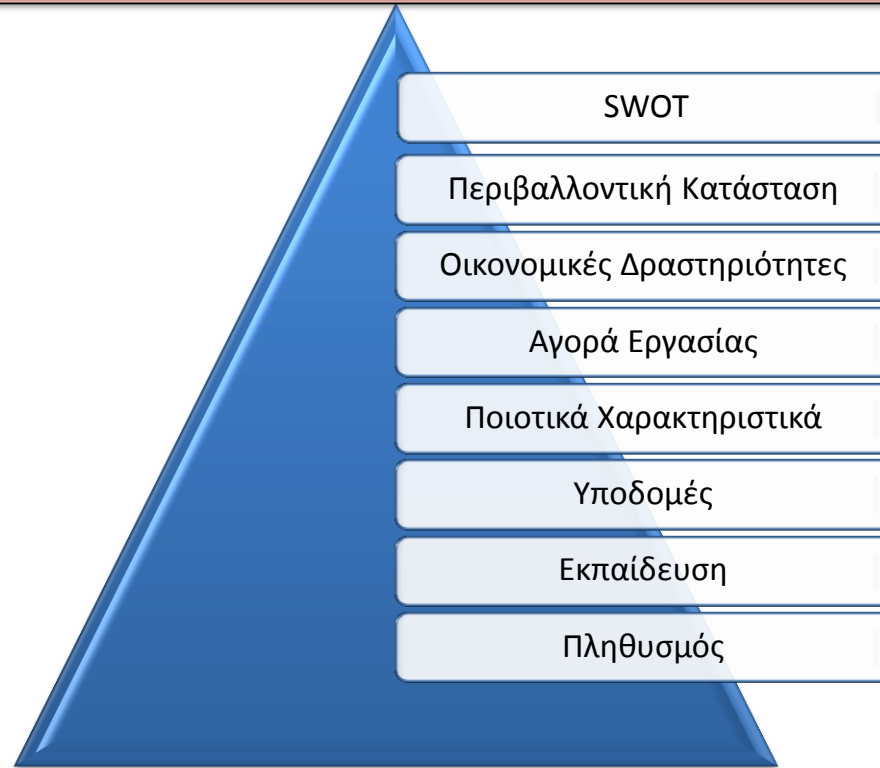 SWOT
Περιβαλλοντική Κατάσταση
Οικονομικές Δραστηριότητες
Αγορά Εργασίας
Ποιοτικά Χαρακτηριστικά
Υποδομές
Εκπαίδευση
Πληθυσμός